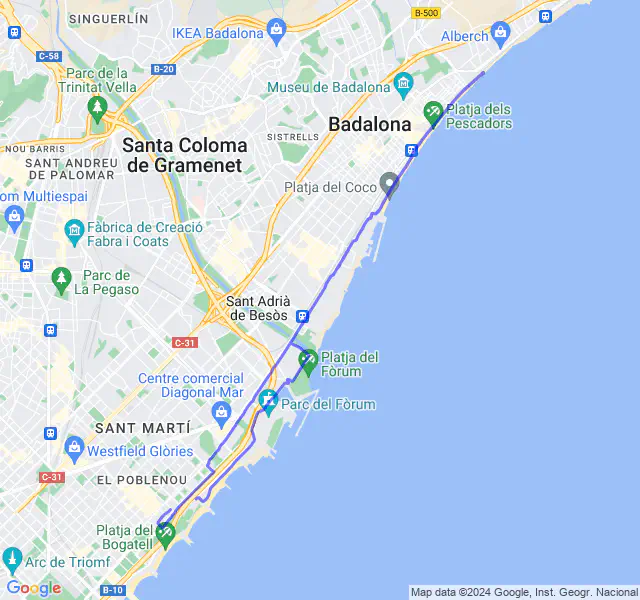 SINGUERLÍN
B-500
IKEA Badalona
Alberch
C-58
B-20
Parc de la
Trinitat Vella
Museu de Badalona
Platja dels
Pescadors
Badalona
SISTRELLS
Santa Coloma
de Gramenet
NOU BARRIS
SANT ANDREU
DE PALOMAR
Platja del Coco
om Multiespai
Fàbrica de Creació
Fabra i Coats
Parc de
La Pegaso
Sant Adrià
de Besòs
C-31
Platja del
Fòrum
Centre comercial
Diagonal Mar
Parc del Fòrum
SANT MARTÍ
Westfield Glòries
C-31
EL POBLENOU
Platja del
Bogatell
Arc de Triomf
Google
B-10
Map data ©2024 Google, Inst. Geogr. Nacional